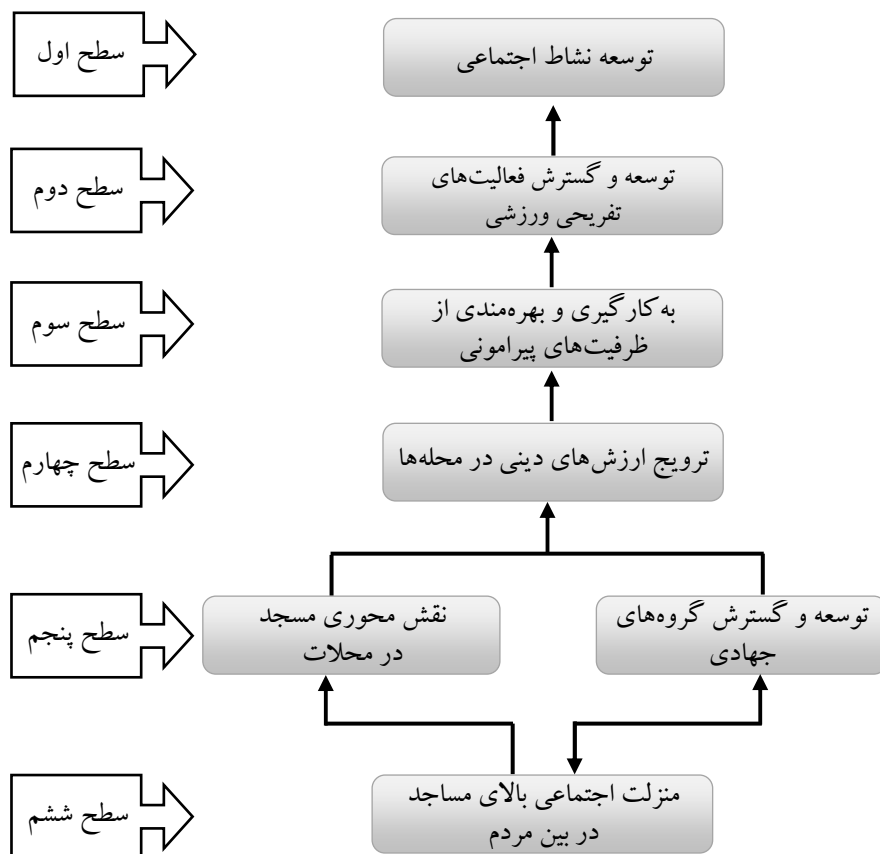 سطح اول
توسعه نشاط اجتماعی
سطح دوم
توسعه و گسترش فعالیت‌های
تفریحی ورزشی
سطح سوم
به‌کارگیری و بهره‌مندی از
ظرفیت‌های پیرامونی
سطح چهارم
ترویج ارزش‌های دینی در محله‌ها
سطح پنجم
توسعه و گسترش گروه‌های
جهادی
نقش محوری مسجد
در محلات
سطح ششم
منزلت اجتماعی بالای مساجد
در بین مردم